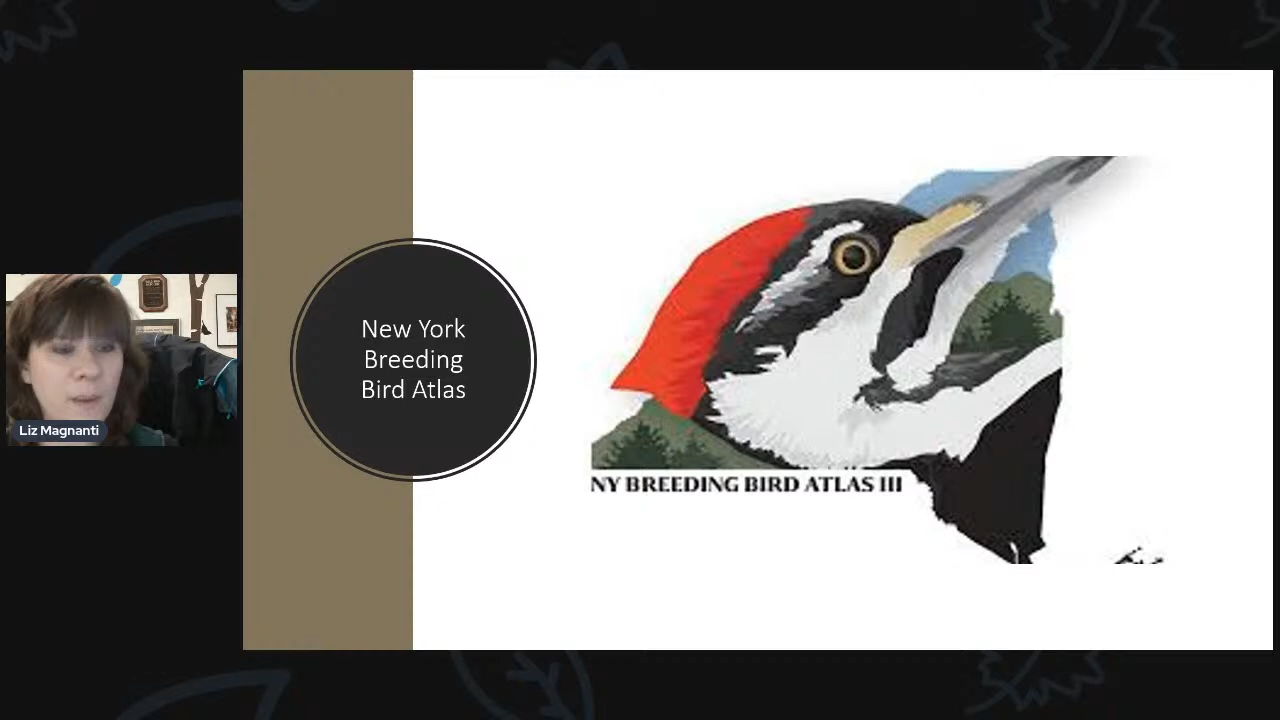 New York
Breeding
Bird Atlas
NY BREEDING BIRD ATLAS III
Liz Magnanti